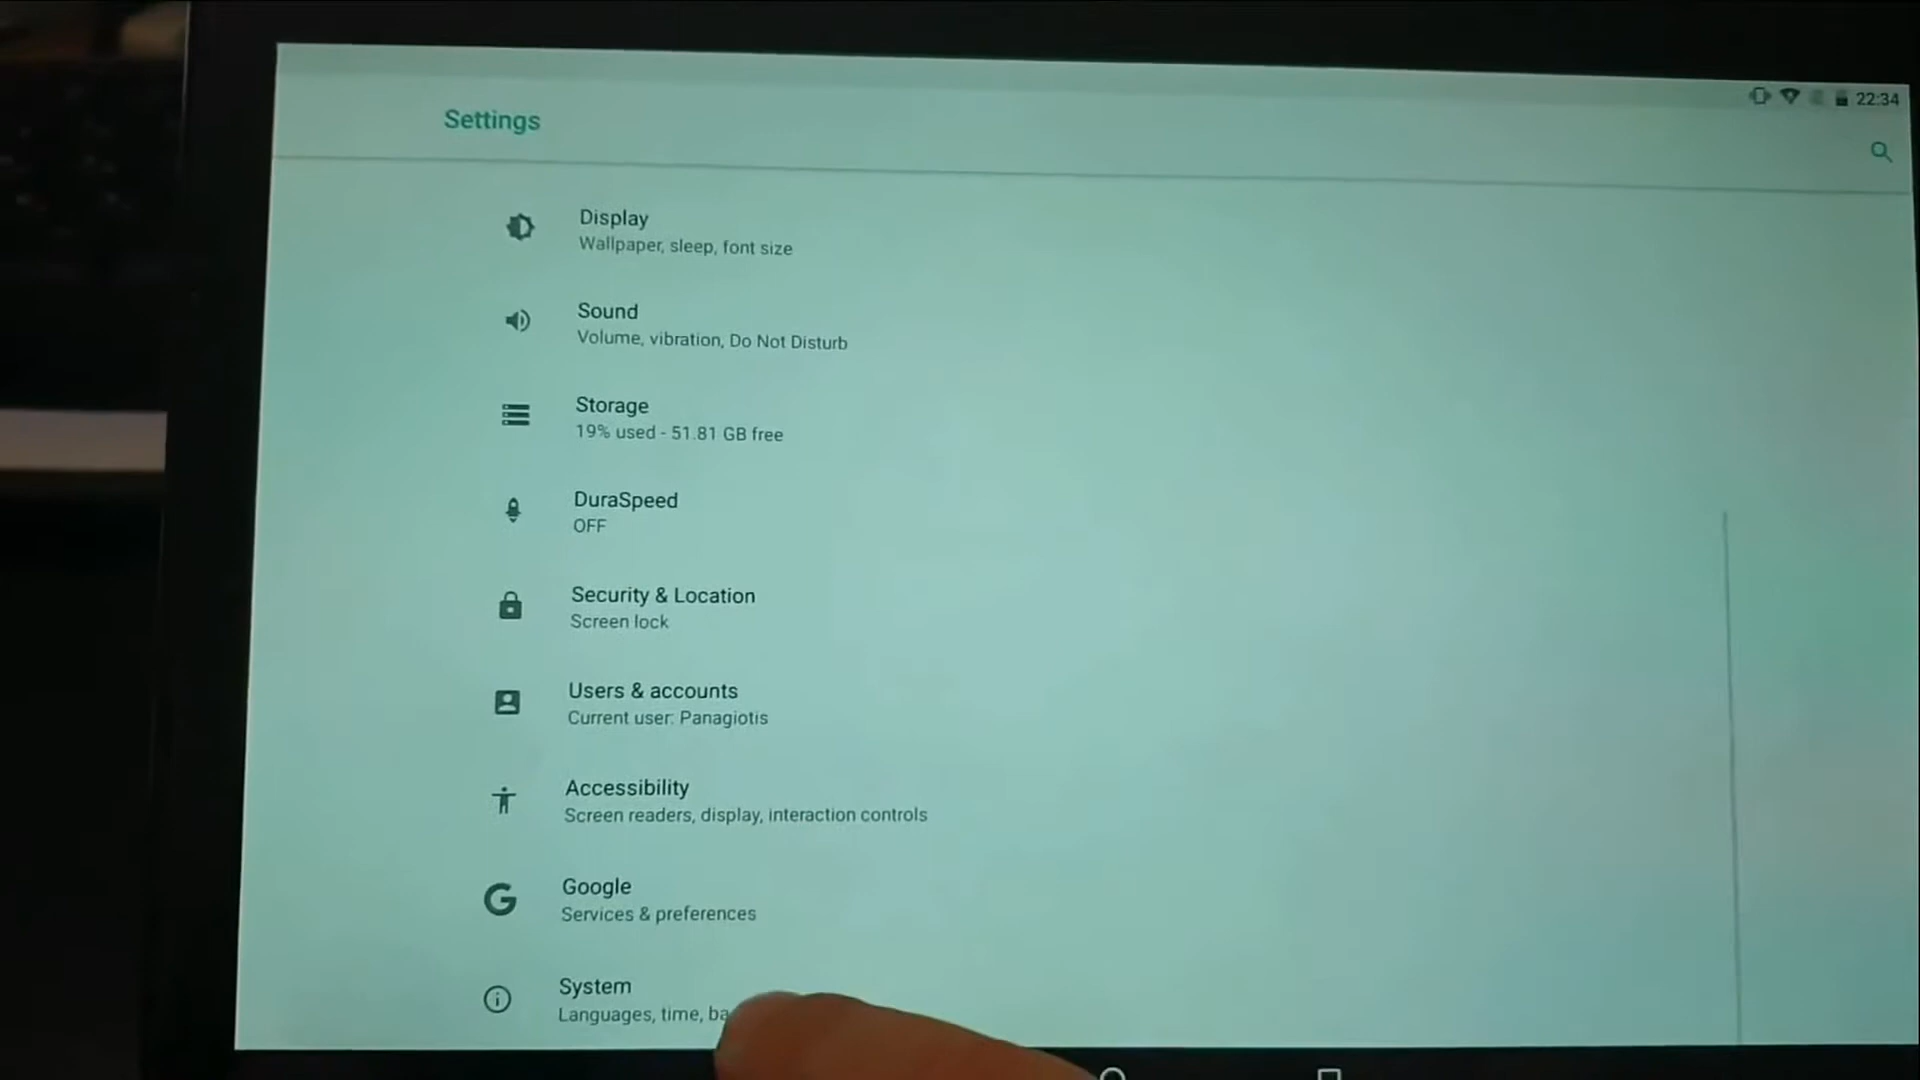 22:34
Settings
Display
Wallpaper, sleep, font size
Sound
Volume, vibration, Do Not Disturb
Storage
19% used - 51.81 GB free
DuraSpeed
OFF
Security & Location
Screen lock
Users & accounts
Current user: Panagiotis
Accessibility
Screen readers, display, interaction controls
Google
Services & preferences
System
Languages, time,